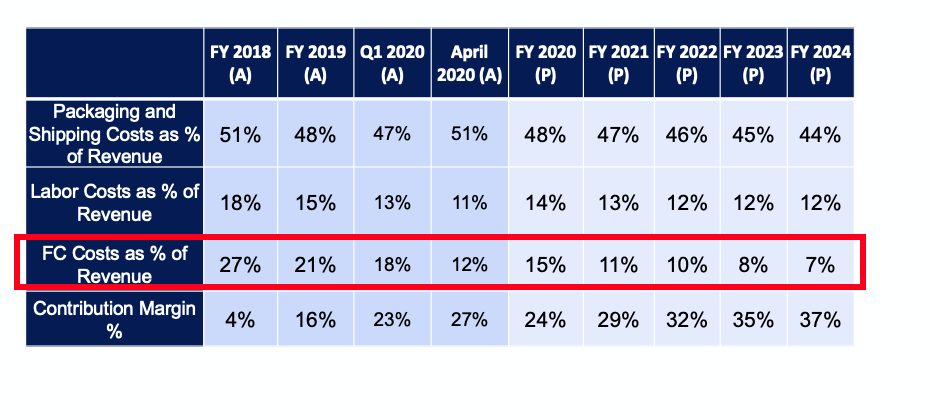 FY 2018 FY 2019 Q1 2020 April FY 2020 FY 2021 FY 2022 FY 2023 FY 2024
(A) (A) (A) 2020 (A) (P) (P) (P) (P) (P)
Packaging and
Shipping Costs as % 51% 48% 47% 51% 48% 47% 46% 45% 44%
of Revenue
Labor Costs as % of 18% 15% 13% 11% 14% 13% 12% 12% 12%
Revenue
FC Costs as % of 27% 21% 18% 12% 15% 11% 10% 8% 7%
Revenue
Contribution Margin 4% 16% 23% 27% 24% 29% 32% 35% 37%
%